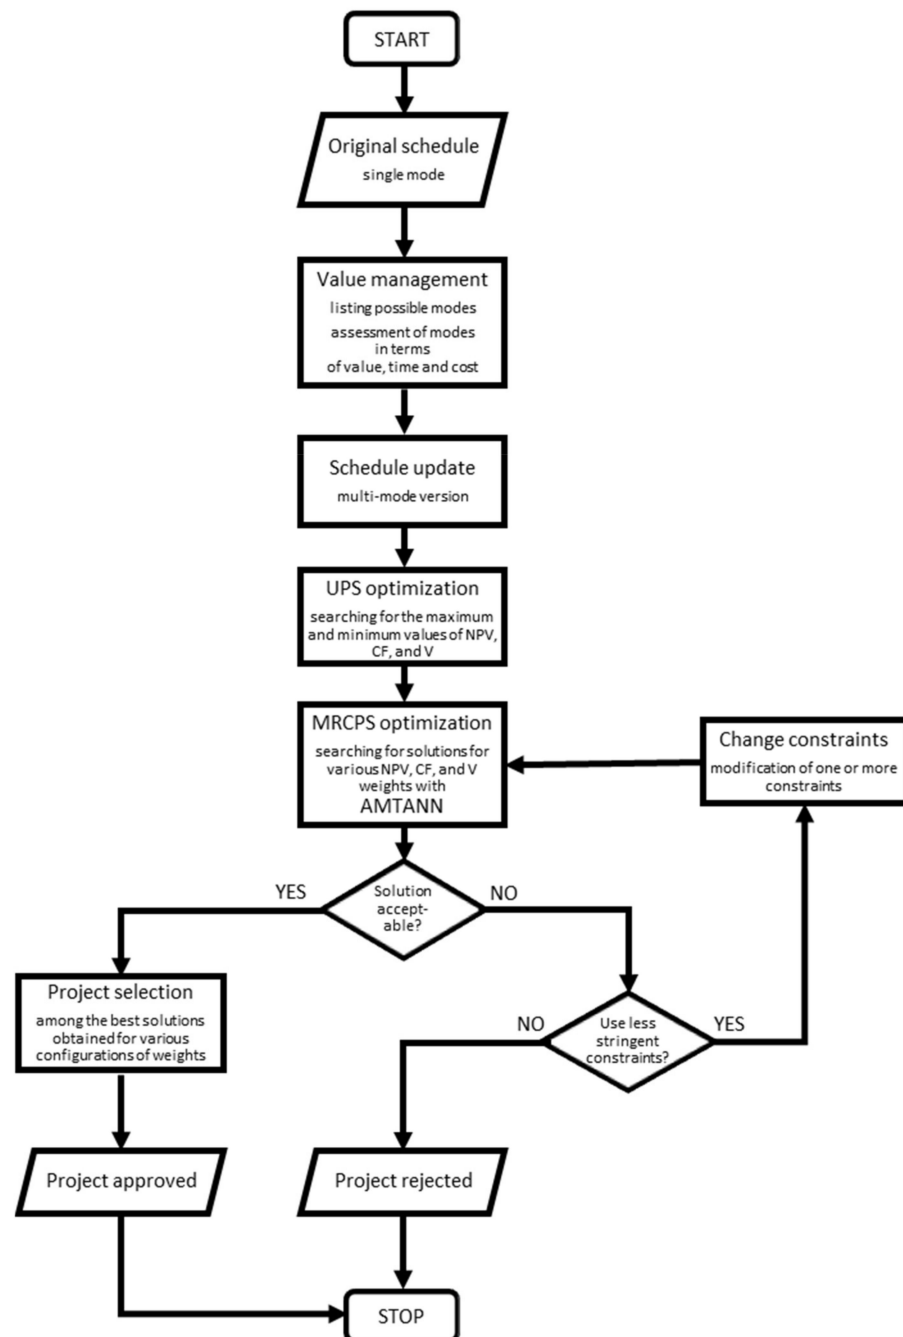 START
Original schedule
single mode
Value management
listing possible modes
assessment of modes
in terms
of value, time and cost
Schedule update
multi-mode version
UPS optimization
searching for the maximum
and minimum values of NPV,
CF, and V
MRCPS optimization
searching for solutions for
various NPV, CF, and V
weights with
AMTANN
Change constraints
modification of one or more
constraints
YES
Solution
accept-
able?
NO
Project selection
among the best solutions
obtained for various
configurations of weights
NO
Use less
stringent
constraints?
YES
Project approved
Project rejected
STOP